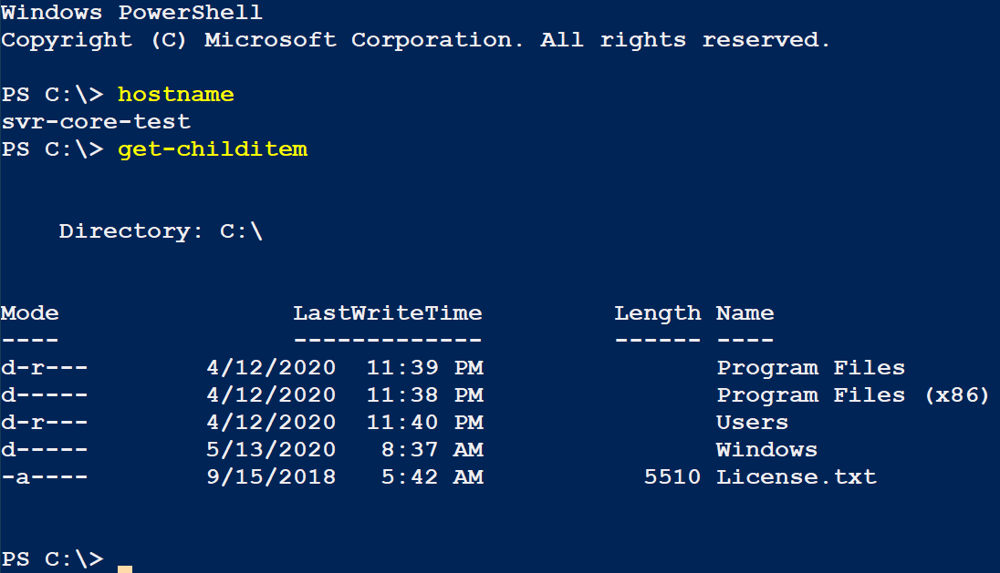 Windows PowerShell
Copyright (C) Microsoft Corporation. All rights reserved.
PS C:\> hostname
svr-core-test
PS C:\> get-childitem
    Directory: C:\
Mode                LastWriteTime         Length Name
----                -------------         ------ ----
d-r---        4/12/2020  11:39 PM                Program Files
d-----        4/12/2020  11:38 PM                Program Files (x86)
d-r---        4/12/2020  11:40 PM                Users
d-----        5/13/2020   8:37 AM                Windows
-a----        9/15/2018   5:42 AM           5510 License.txt
PS C:\>